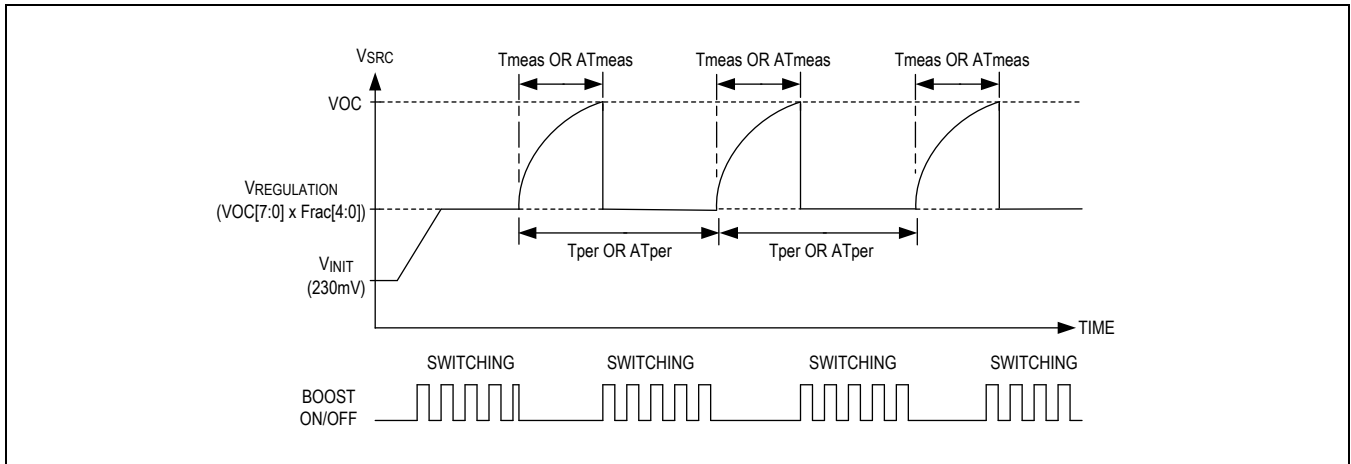 VSRC
Tmeas OR ATmeas
Tmeas OR ATmeas
Tmeas OR ATmeas
VOC
VREGULATION
(VOC[7:0] x Frac[4:0])
Tper OR ATper
Tper OR ATper
VINIT
(230mV)
TIME
SWITCHING
SWITCHING
SWITCHING
SWITCHING
BOOST
ON/OFF